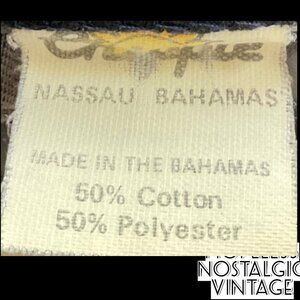 NASSAU BAHAMAS
MADE IN THE BAHAMAS
50% Cotton
50% Polyester
NOSTALGIC
VINTAGE